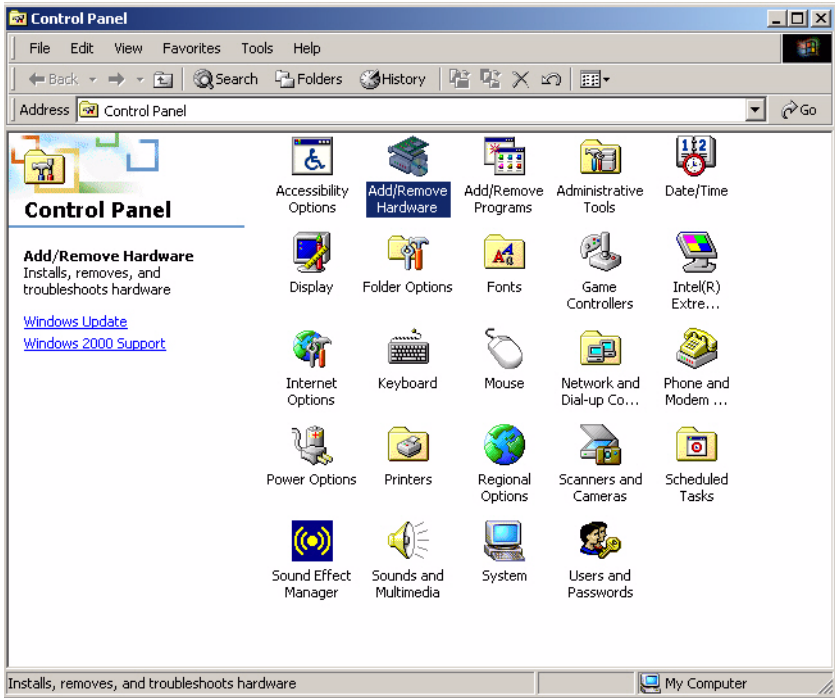 Control Panel
File Edit View Favorites Tools Help
Back Search Folders History
Address Control Panel Go
Control Panel
Add/Remove Hardware
Installs, removes, and
troubleshoots hardware
Windows Update
Windows 2000 Support
Accessibility
Options
Add/Remove
Hardware
Add/Remove
Programs
Administrative
Tools
Date/Time
Display
Folder Options
Fonts
Game
Controllers
Intel(R)
Extre...
Internet
Options
Keyboard
Mouse
Network and
Dial-up Co...
Phone and
Modem ...
Power Options
Printers
Regional
Options
Scanners and
Cameras
Scheduled
Tasks
Sound Effect
Manager
Sounds and
Multimedia
System
Users and
Passwords
Installs, removes, and troubleshoots hardware
My Computer